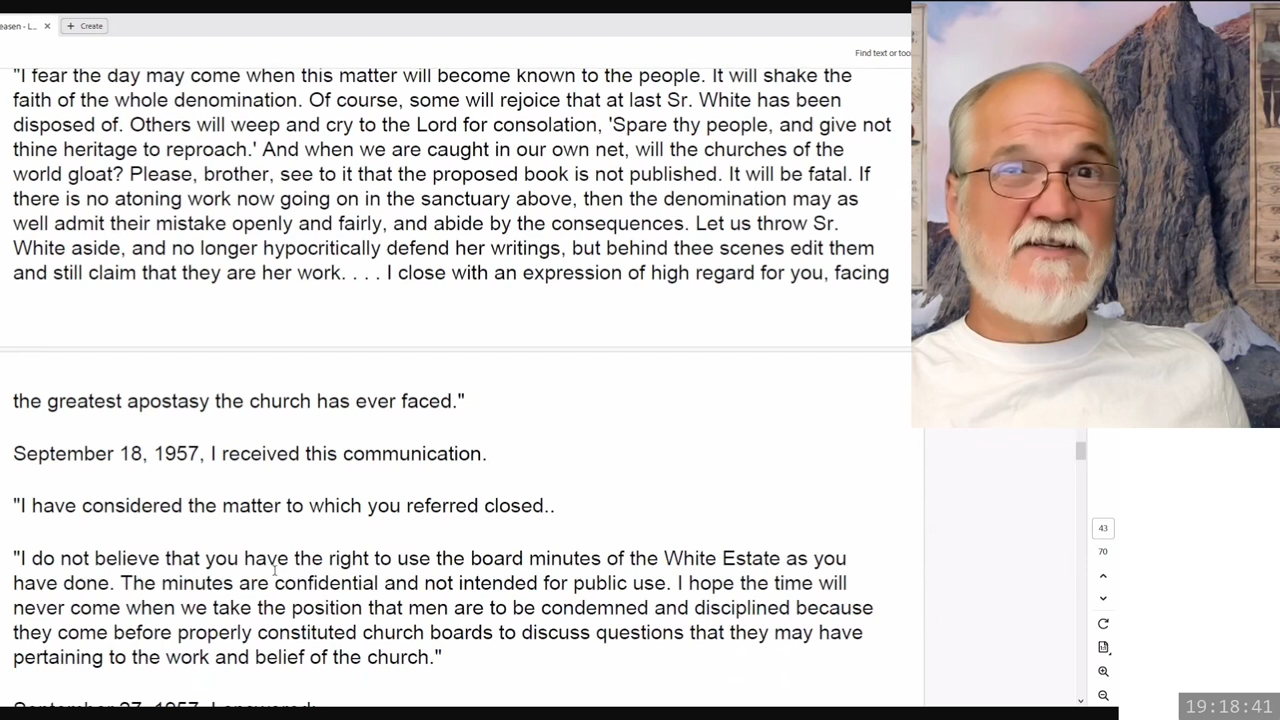 easen - L...
Create
Find text or too
"I fear the day may come when this matter will become known to the people. It will shake the
faith of the whole denomination. Of course, some will rejoice that at last Sr. White has been
disposed of. Others will weep and cry to the Lord for consolation, 'Spare thy people, and give not
thine heritage to reproach.' And when we are caught in our own net, will the churches of the
world gloat? Please, brother, see to it that the proposed book is not published. It will be fatal. If
there is no atoning work now going on in the sanctuary above, then the denomination may as
well admit their mistake openly and fairly, and abide by the consequences. Let us throw Sr.
White aside, and no longer hypocritically defend her writings, but behind thee scenes edit them
and still claim that they are her work. . . . I close with an expression of high regard for you, facing
the greatest apostasy the church has ever faced."
September 18, 1957, I received this communication.
"I have considered the matter to which you referred closed..
"I do not believe that you have the right to use the board minutes of the White Estate as you
have done. The minutes are confidential and not intended for public use. I hope the time will
never come when we take the position that men are to be condemned and disciplined because
they come before properly constituted church boards to discuss questions that they may have
pertaining to the work and belief of the church."
September 27, 1957, I answered:
43
70
19:18:41